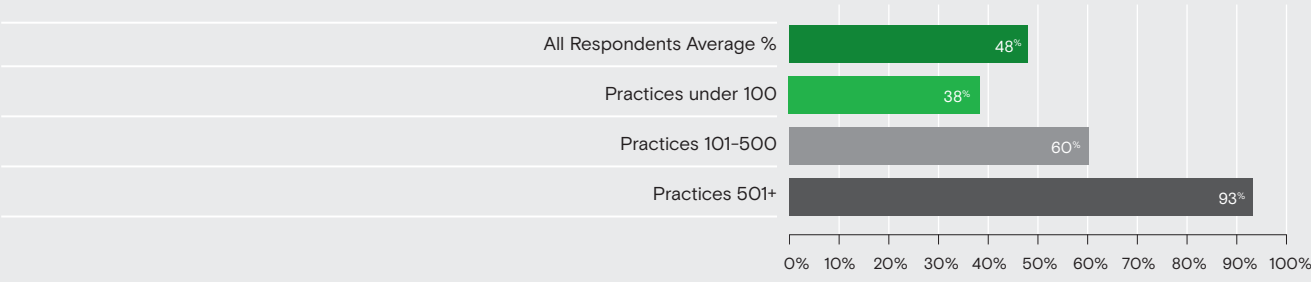 All Respondents Average % 48%
Practices under 100 38%
Practices 101-500 60%
Practices 501+ 93%
0% 10% 20% 30% 40% 50% 60% 70% 80% 90% 100%